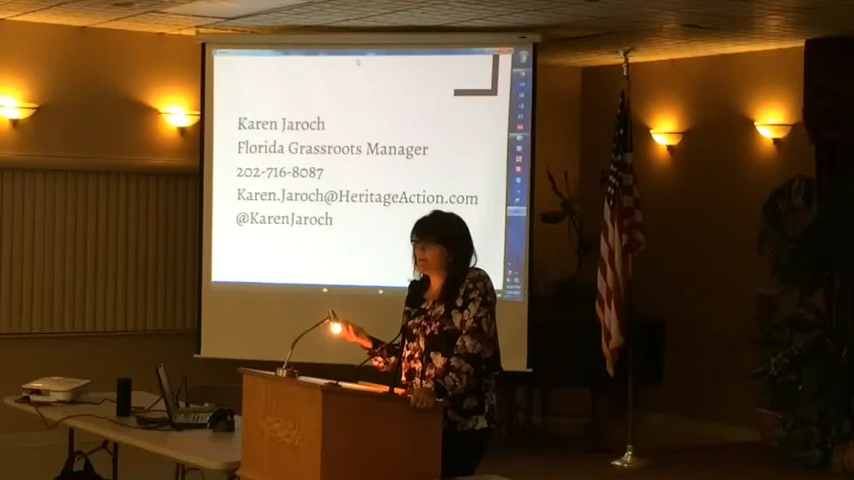 Karen Jaroch
Florida Grassroots Manager
202-716-8087
Karen.Jaroch@HeritageAction.com
@KarenJaroch